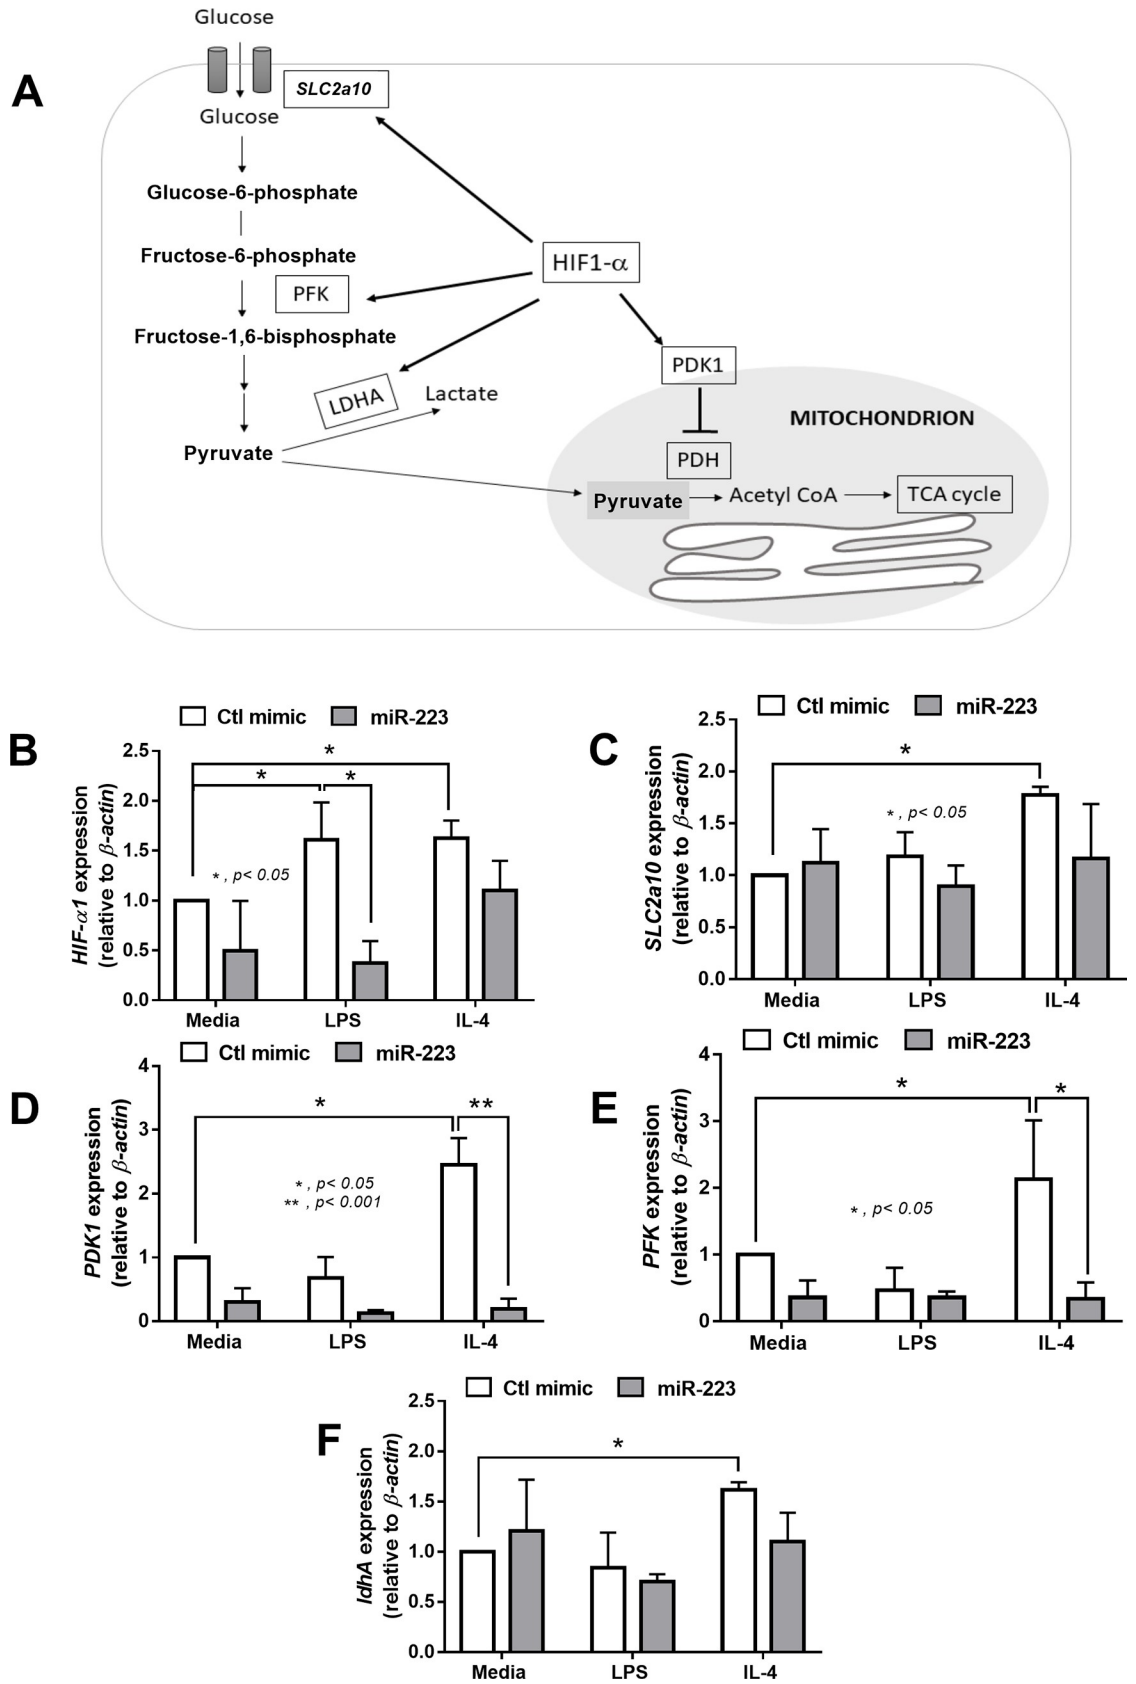 Glucose
A
SLC2a10
Glucose
Glucose-6-phosphate
Fructose-6-phosphate
HIF1-α
PFK
Fructose-1,6-bisphosphate
PDK1
LDHA
Lactate
MITOCHONDRION
Pyruvate
PDH
Pyruvate
Acetyl CoA
TCA cycle
B
Ctl mimic
miR-223
HIF-α1 expression
(relative to β-actin)
2.5
2.0
1.5
1.0
0.5
0.0
*
*
*
*, p< 0.05
Media
LPS
IL-4
C
Ctl mimic
miR-223
SLC2a10 expression
(relative to β-actin)
2.5
2.0
1.5
1.0
0.5
0.0
*
*, p< 0.05
Media
LPS
IL-4
D
Ctl mimic
miR-223
PDK1 expression
(relative to β-actin)
4
3
2
1
0
*
**
*, p< 0.05
**, p< 0.001
Media
LPS
IL-4
E
Ctl mimic
miR-223
PFK expression
(relative to β-actin)
4
3
2
1
0
*
*
*, p< 0.05
Media
LPS
IL-4
F
Ctl mimic
miR-223
ldhA expression
(relative to β-actin)
2.5
2.0
1.5
1.0
0.5
0.0
*
Media
LPS
IL-4